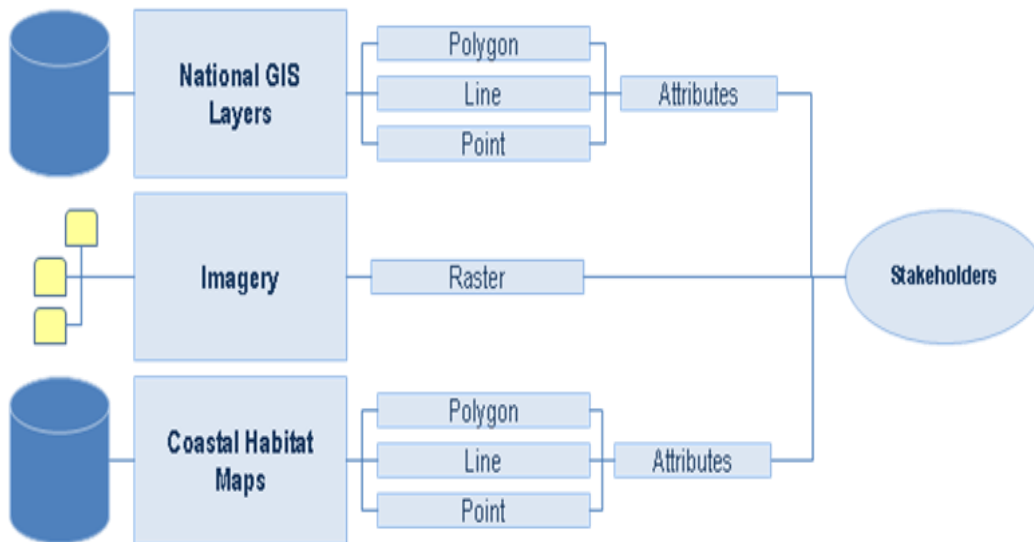 National GIS
Layers
Polygon
Line
Point
Attributes
Imagery
Raster
Stakeholders
Coastal Habitat
Maps
Polygon
Line
Point
Attributes